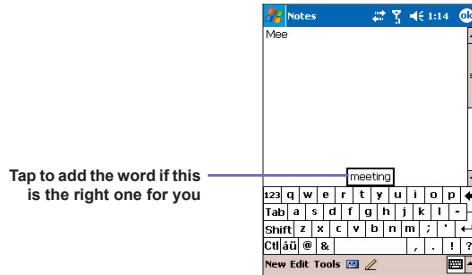 Notes 1:14 ok
Mee
meeting
Tap to add the word if this
is the right one for you
123 q w e r t y u i o p
Tab a s d f g h j k l -
Shift z x c v b n m ; '
Ctl áü @ & , . ! ?
New Edit Tools